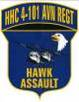 HHC 4-101 AVN REGT
HAWK
ASSAULT